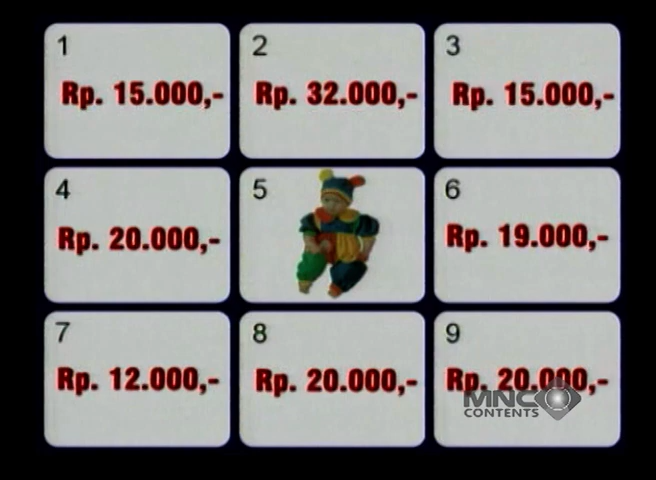 1
Rp. 15.000,-
2
Rp. 32.000,-
3
Rp. 15.000,-
4
Rp. 20.000,-
5
6
Rp. 19.000,-
7
Rp. 12.000,-
8
Rp. 20.000,-
9
Rp. 20.000,-
MNC
CONTENTS